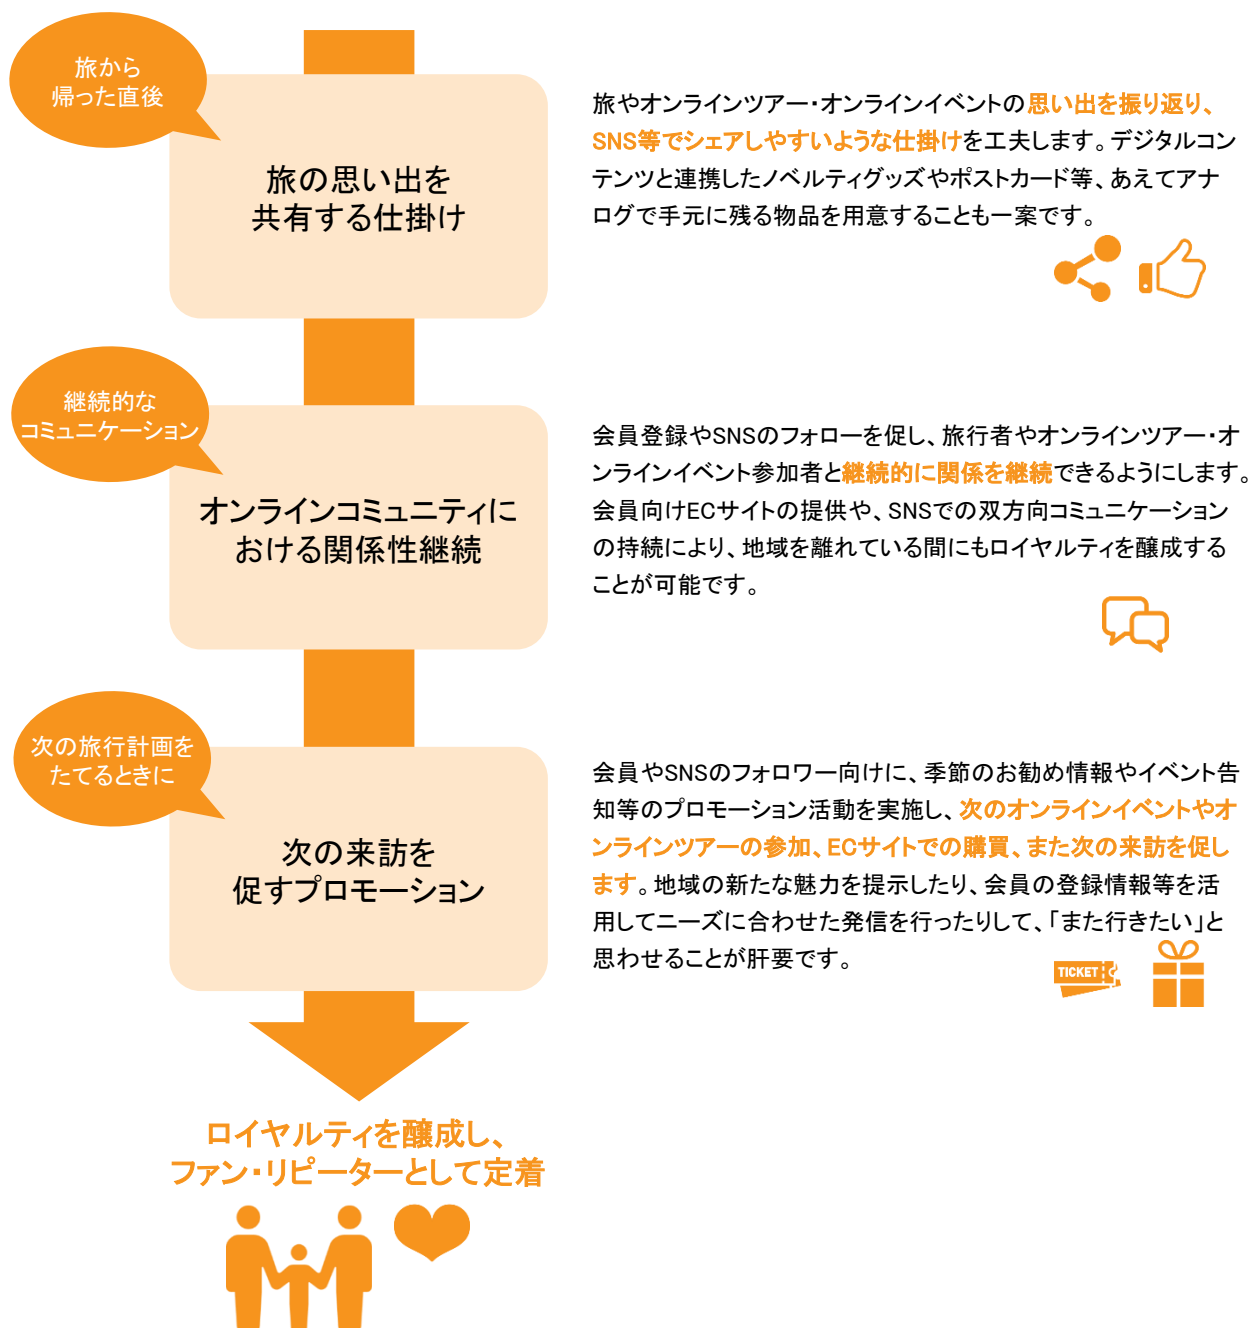 旅から
帰った直後
旅の思い出を
共有する仕掛け
旅やオンラインツアー・オンラインイベントの思い出を振り返り、
SNS等でシェアしやすいような仕掛けを工夫します。デジタルコン
テンツと連携したノベルティグッズやポストカード等、あえてアナ
ログで手元に残る物品を用意することも一案です。
継続的な
コミュニケーション
オンラインコミュニティに
おける関係性継続
会員登録やSNSのフォローを促し、旅行者やオンラインツアー・オ
ンラインイベント参加者と継続的に関係を継続できるようにします。
会員向けECサイトの提供や、SNSでの双方向コミュニケーション
の持続により、地域を離れている間にもロイヤルティを醸成する
ことが可能です。
次の旅行計画を
たてるときに
次の来訪を
促すプロモーション
会員やSNSのフォロワー向けに、季節のお勧め情報やイベント告
知等のプロモーション活動を実施し、次のオンラインイベントやオ
ンラインツアーの参加、ECサイトでの購買、また次の来訪を促し
ます。地域の新たな魅力を提示したり、会員の登録情報等を活
用してニーズに合わせた発信を行ったりして、「また行きたい」と
思わせることが肝要です。
TICKET
ロイヤルティを醸成し、
ファン・リピーターとして定着